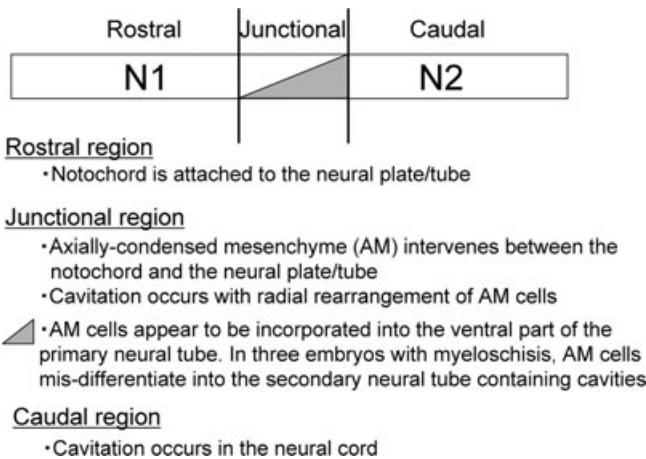 Rostral Junctional Caudal
N1 N2
Rostral region
・Notochord is attached to the neural plate/tube
Junctional region
・Axially-condensed mesenchyme (AM) intervenes between the
notochord and the neural plate/tube
・Cavitation occurs with radial rearrangement of AM cells
・AM cells appear to be incorporated into the ventral part of the
primary neural tube. In three embryos with myeloschisis, AM cells
mis-differentiate into the secondary neural tube containing cavities
Caudal region
・Cavitation occurs in the neural cord